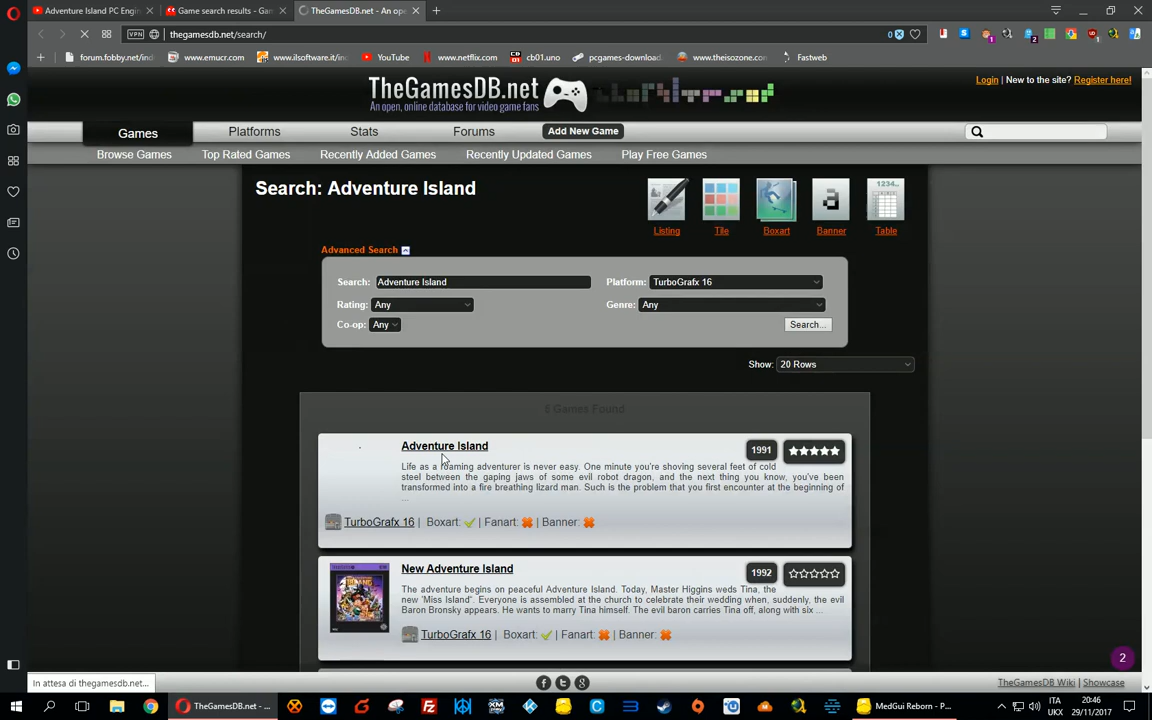 Adventure Island PC Engin
Game search results - Gan
TheGamesDB.net - An ope
VPN
thegamesdb.net/search/
0
forum.fobby.net/ind
www.emucr.com
www.ilsoftware.it/in
YouTube
www.netflix.com
cb01.uno
pcgames-download.
www.theisozone.com
Fastweb
TheGamesDB.net
An open, online database for video game fans
Login | New to the site? Register here!
Games
Platforms
Stats
Forums
Add New Game
Browse Games
Top Rated Games
Recently Added Games
Recently Updated Games
Play Free Games
Search: Adventure Island
a
1234..
Listing
Tile
Boxart
Banner
Table
Advanced Search
Search: Adventure Island
Platform: TurboGrafx 16
Rating: Any
Genre: Any
Co-op: Any
Search...
Show: 20 Rows
6 Games Found
Adventure Island
1991
Life as a roaming adventurer is never easy. One minute you're shoving several feet of cold
steel between the gaping jaws of some evil robot dragon, and the next thing you know, you've been
transformed into a fire breathing lizard man. Such is the problem that you first encounter at the beginning of
...
TurboGrafx 16 | Boxart: | Fanart: | Banner:
New Adventure Island
1992
The adventure begins on peaceful Adventure Island. Today, Master Higgins weds Tina, the
new 'Miss Island". Everyone is assembled at the church to celebrate their wedding when, suddenly, the evil
Baron Bronsky appears. He wants to marry Tina himself. The evil baron carries Tina off, along with six ...
TurboGrafx 16 | Boxart: | Fanart: | Banner:
2
In attesa di thegamesdb.net...
TheGamesDB Wiki | Showcase
TheGamesDB.net - ...
MedGui Reborn - P...
ITA
UKX
20:46
29/11/2017